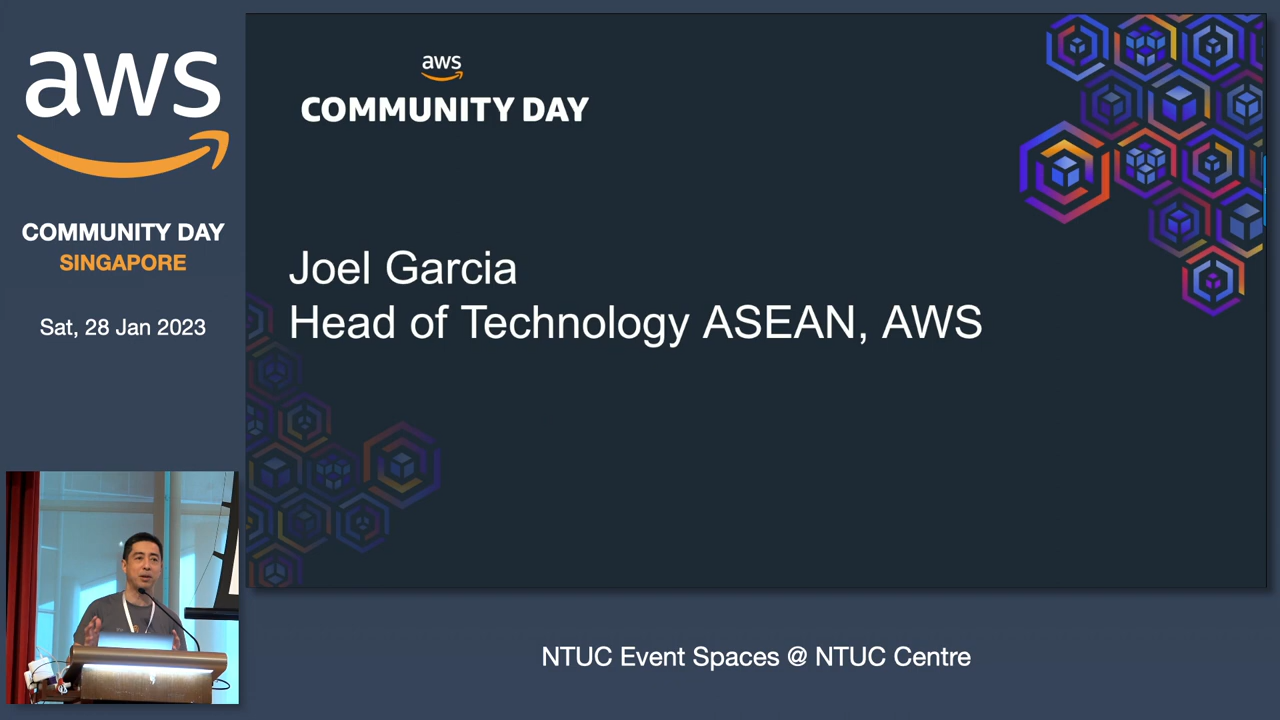 aws
COMMUNITY DAY
SINGAPORE
Sat, 28 Jan 2023
aws
COMMUNITY DAY
Joel Garcia
Head of Technology ASEAN, AWS
NTUC Event Spaces @ NTUC Centre